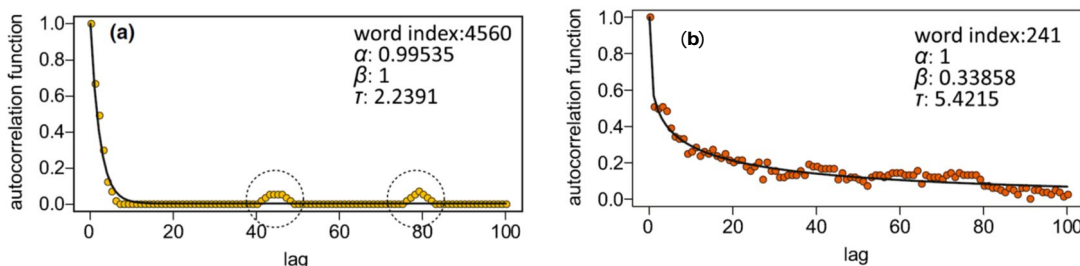 (a)
word index:4560
α: 0.99535
β: 1
τ: 2.2391
autocorrelation function
1.0
0.8
0.6
0.4
0.2
0.0
0 20 40 60 80 100
lag
(b)
word index:241
α: 1
β: 0.33858
τ: 5.4215
autocorrelation function
1.0
0.8
0.6
0.4
0.2
0.0
0 20 40 60 80 100
lag